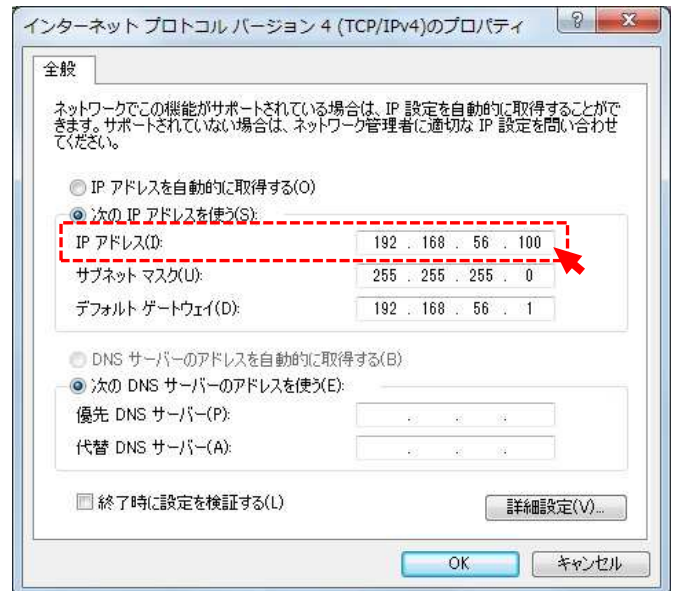 インターネット プロトコル バージョン 4 (TCP/IPv4)のプロパティ
全般
ネットワークでこの機能がサポートされている場合は、IP 設定を自動的に取得することがで
きます。サポートされていない場合は、ネットワーク管理者に適切な IP 設定を問い合わせ
てください。
IP アドレスを自動的に取得する(O)
次の IP アドレスを使う(S):
IP アドレス(I): 192 . 168 . 56 . 100
サブネット マスク(U): 255 . 255 . 255 . 0
デフォルト ゲートウェイ(D): 192 . 168 . 56 . 1
DNS サーバーのアドレスを自動的に取得する(B)
次の DNS サーバーのアドレスを使う(E):
優先 DNS サーバー(P): . . .
代替 DNS サーバー(A): . . .
終了時に設定を検証する(L)
詳細設定(V)...
OK キャンセル